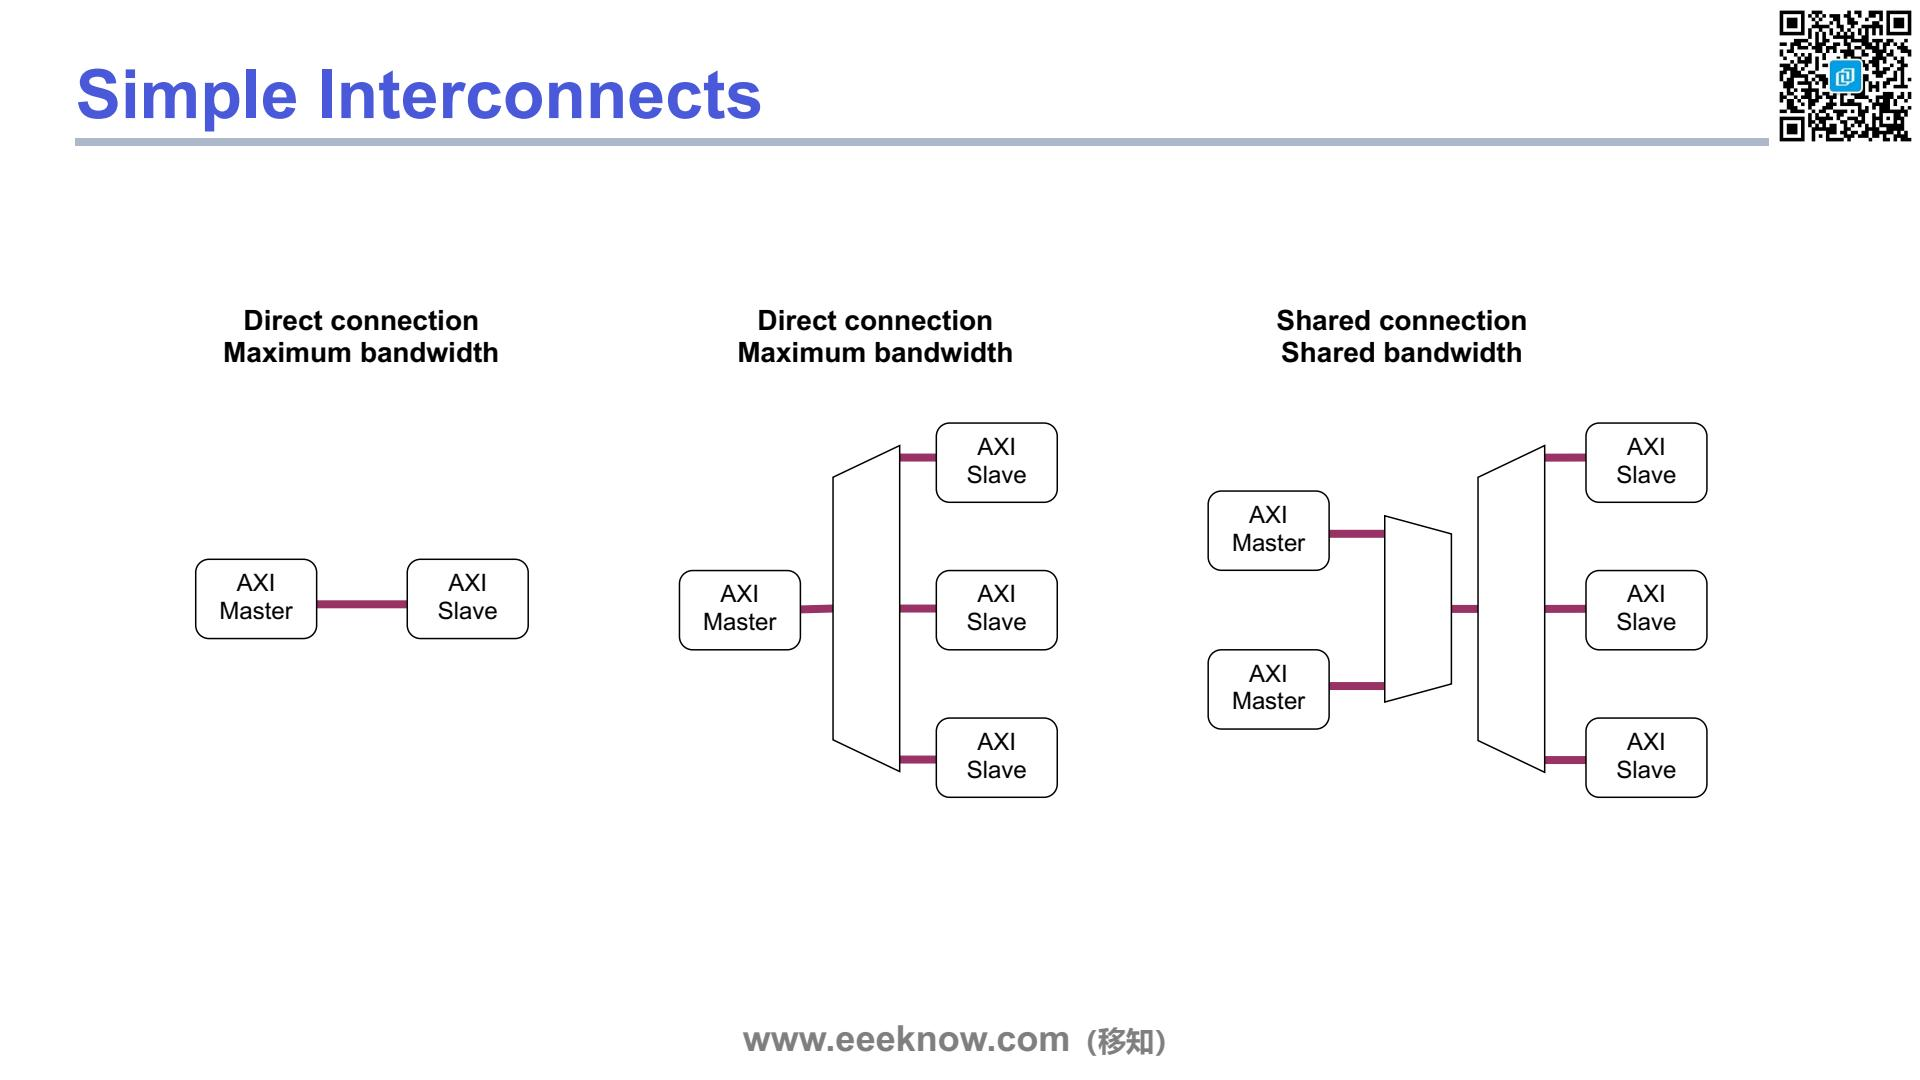 Simple Interconnects
Direct connection
Maximum bandwidth
Direct connection
Maximum bandwidth
Shared connection
Shared bandwidth
AXI
Master
AXI
Slave
AXI
Master
AXI
Slave
AXI
Slave
AXI
Slave
AXI
Master
AXI
Master
AXI
Slave
AXI
Slave
AXI
Slave
www.eeeknow.com (移知)